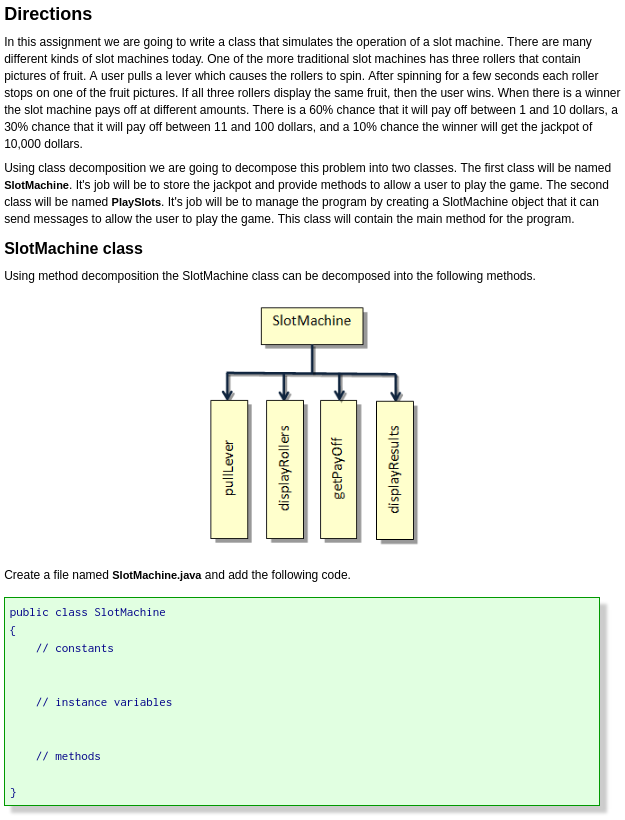 Directions
In this assignment we are going to write a class that simulates the operation of a slot machine. There are many
different kinds of slot machines today. One of the more traditional slot machines has three rollers that contain
pictures of fruit. A user pulls a lever which causes the rollers to spin. After spinning for a few seconds each roller
stops on one of the fruit pictures. If all three rollers display the same fruit, then the user wins. When there is a winner
the slot machine pays off at different amounts. There is a 60% chance that it will pay off between 1 and 10 dollars, a
30% chance that it will pay off between 11 and 100 dollars, and a 10% chance the winner will get the jackpot of
10,000 dollars.
Using class decomposition we are going to decompose this problem into two classes. The first class will be named
SlotMachine. It's job will be to store the jackpot and provide methods to allow a user to play the game. The second
class will be named PlaySlots. It's job will be to manage the program by creating a SlotMachine object that it can
send messages to allow the user to play the game. This class will contain the main method for the program.
SlotMachine class
Using method decomposition the SlotMachine class can be decomposed into the following methods.
SlotMachine
pullLever
displayRollers
getPayOff
displayResults
Create a file named SlotMachine.java and add the following code.
public class SlotMachine
{
// constants
// instance variables
// methods
}